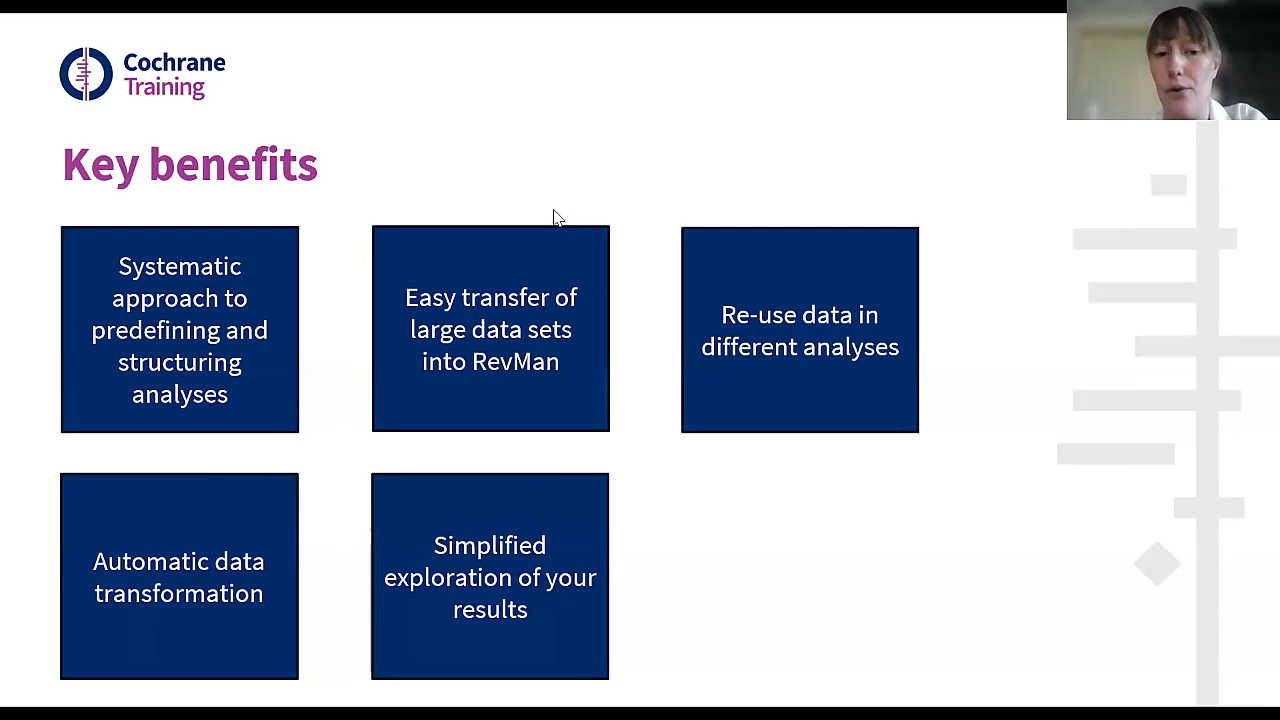 Cochrane
Training
Key benefits
Systematic
approach to
predefining and
structuring
analyses
Easy transfer of
large data sets
into RevMan
Re-use data in
different analyses
Automatic data
transformation
Simplified
exploration of your
results